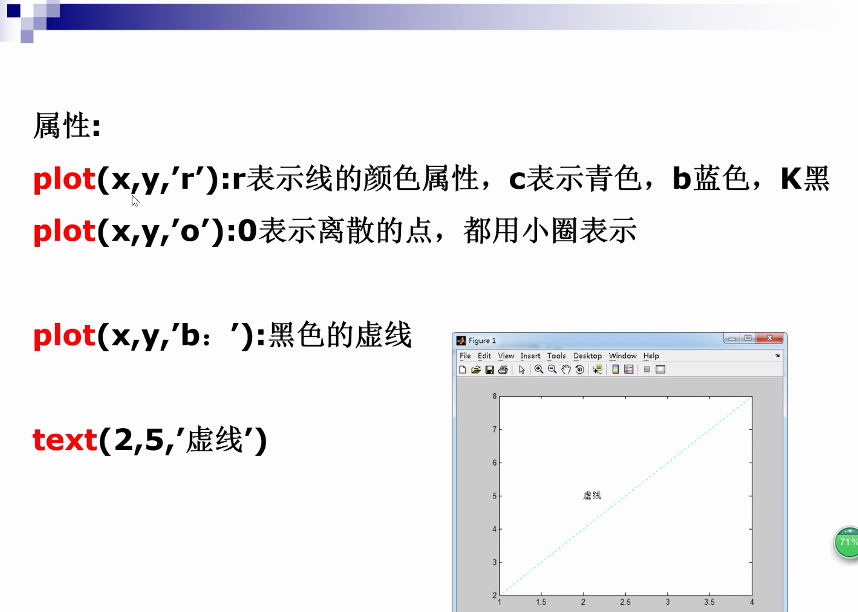 属性:
plot(x,y,’r’):r表示线的颜色属性，c表示青色，b蓝色，K黑
plot(x,y,’o’):0表示离散的点，都用小圈表示
plot(x,y,’b：’):黑色的虚线
text(2,5,’虚线’)
Figure 1
File Edit View Insert Tools Desktop Window Help
8
7
6
5
虚线
4
3
2
1 1.5 2 2.5 3 3.5 4
71%